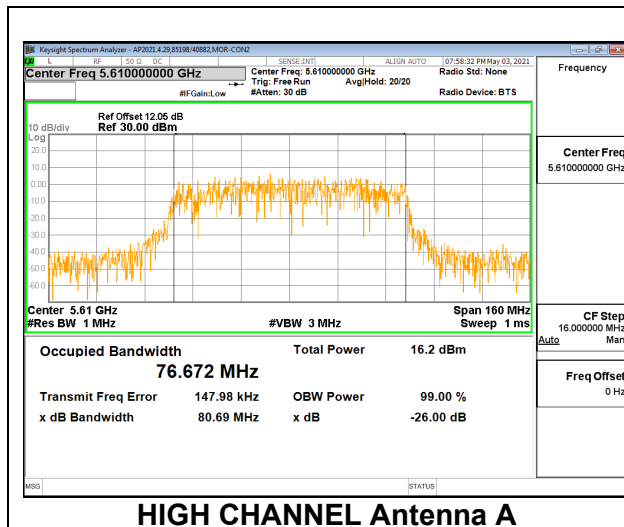 Keysight Spectrum Analyzer - AP2021.4.29,85198/40882,MOR-CON2
LXI L RF 50 Ω DC SENSE:INT ALIGN AUTO 07:58:32 PM May 03, 2021
Center Freq 5.610000000 GHz
Center Freq: 5.610000000 GHz
Radio Std: None
Trig: Free Run Avg|Hold: 20/20
#IFGain:Low #Atten: 30 dB Radio Device: BTS
Frequency
Ref Offset 12.05 dB
10 dB/div Ref 30.00 dBm
Log
20.0
10.0
0.00
-10.0
-20.0
-30.0
-40.0
-50.0
-60.0
Center 5.61 GHz Span 160 MHz
#Res BW 1 MHz #VBW 3 MHz Sweep 1 ms
Center Freq
5.610000000 GHz
CF Step
16.000000 MHz
Auto Man
Freq Offset
0 Hz
Occupied Bandwidth Total Power 16.2 dBm
76.672 MHz
Transmit Freq Error 147.98 kHz OBW Power 99.00 %
x dB Bandwidth 80.69 MHz x dB -26.00 dB
MSG STATUS
HIGH CHANNEL Antenna A